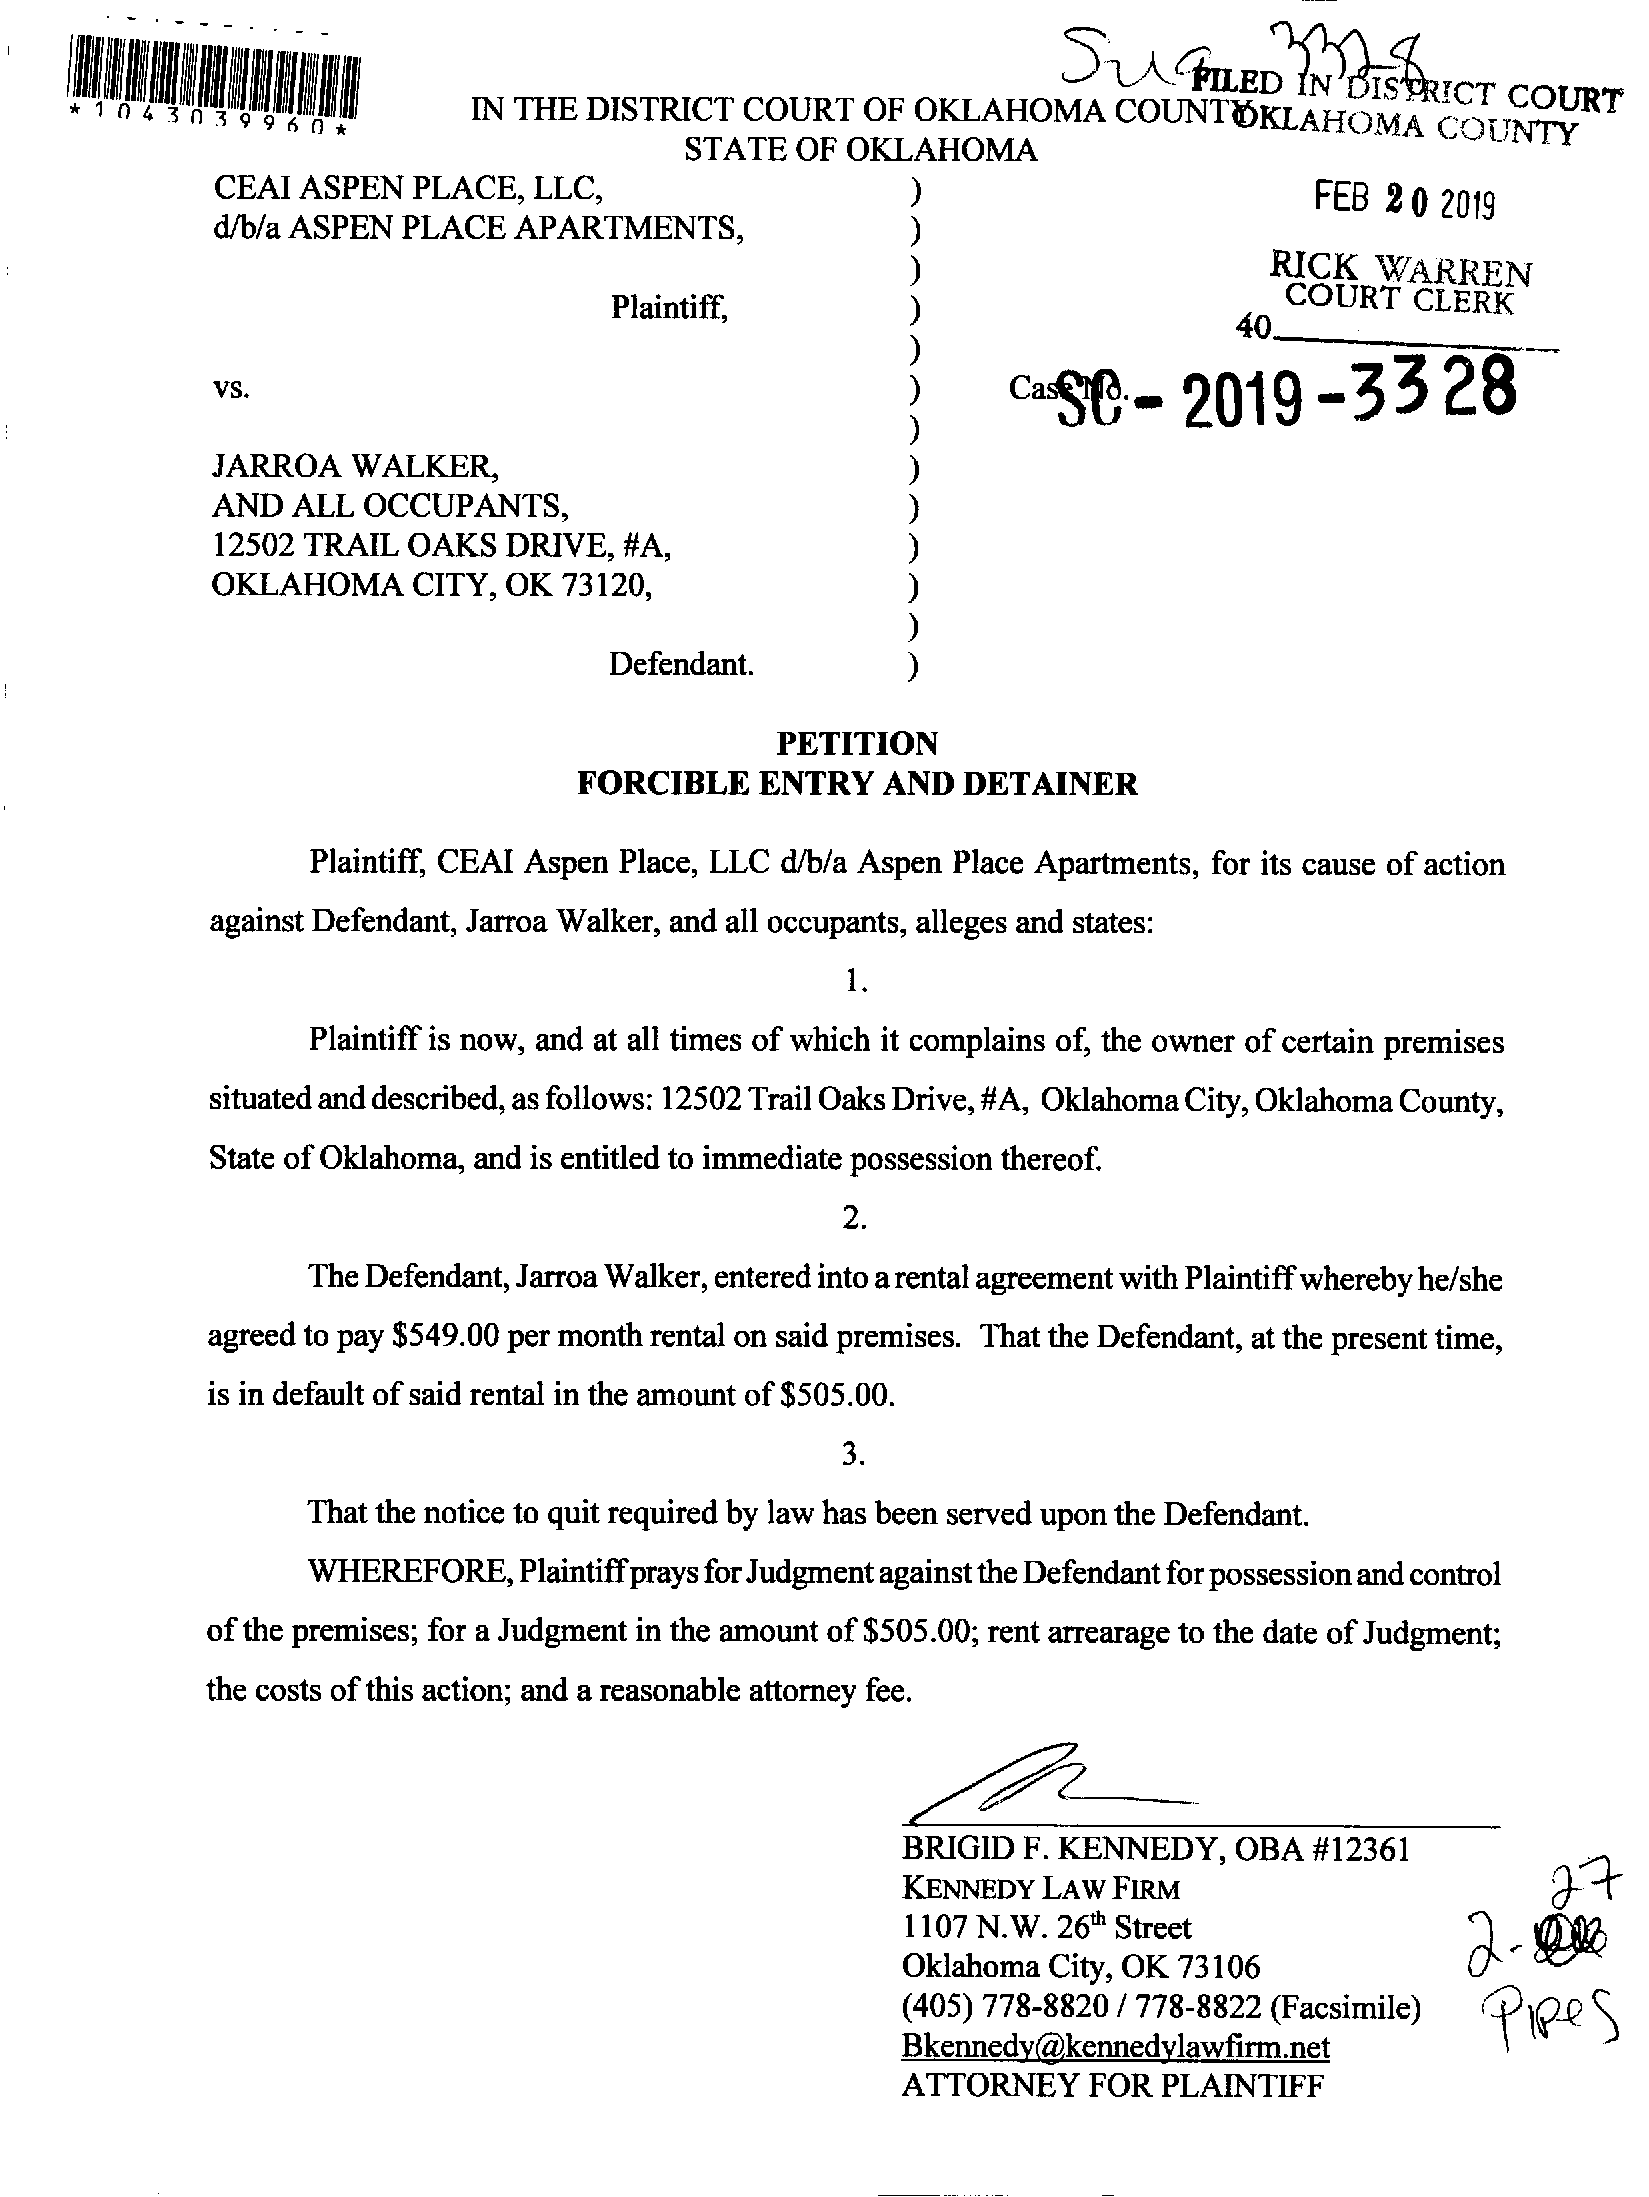 *1043039960*
FILED IN DISTRICT COURT
OKLAHOMA COUNTY
IN THE DISTRICT COURT OF OKLAHOMA COUNTY
STATE OF OKLAHOMA
FEB 20 2019
RICK WARREN
COURT CLERK
40
CEAI ASPEN PLACE, LLC, )
d/b/a ASPEN PLACE APARTMENTS, )
)
Plaintiff, )
)
vs. ) Case No. SC-2019-3328
)
JARROA WALKER, )
AND ALL OCCUPANTS, )
12502 TRAIL OAKS DRIVE, #A, )
OKLAHOMA CITY, OK 73120, )
)
Defendant. )
PETITION
FORCIBLE ENTRY AND DETAINER
Plaintiff, CEAI Aspen Place, LLC d/b/a Aspen Place Apartments, for its cause of action
against Defendant, Jarroa Walker, and all occupants, alleges and states:
1.
Plaintiff is now, and at all times of which it complains of, the owner of certain premises
situated and described, as follows: 12502 Trail Oaks Drive, #A, Oklahoma City, Oklahoma County,
State of Oklahoma, and is entitled to immediate possession thereof.
2.
The Defendant, Jarroa Walker, entered into a rental agreement with Plaintiff whereby he/she
agreed to pay $549.00 per month rental on said premises. That the Defendant, at the present time,
is in default of said rental in the amount of $505.00.
3.
That the notice to quit required by law has been served upon the Defendant.
WHEREFORE, Plaintiff prays for Judgment against the Defendant for possession and control
of the premises; for a Judgment in the amount of $505.00; rent arrearage to the date of Judgment;
the costs of this action; and a reasonable attorney fee.
BRIGID F. KENNEDY, OBA #12361
KENNEDY LAW FIRM
1107 N.W. 26th Street
Oklahoma City, OK 73106
(405) 778-8820 / 778-8822 (Facsimile)
Bkennedy@kennedylawfirm.net
ATTORNEY FOR PLAINTIFF
27
2-
Pipes